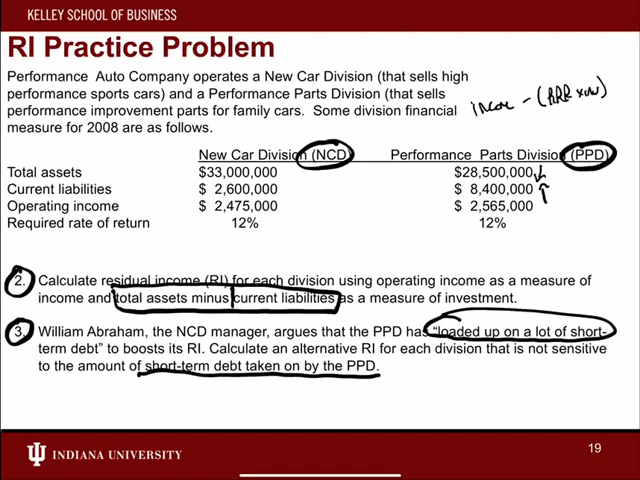 KELLEY SCHOOL OF BUSINESS
RI Practice Problem
Performance Auto Company operates a New Car Division (that sells high
performance sports cars) and a Performance Parts Division (that sells
performance improvement parts for family cars. Some division financial
measure for 2008 are as follows.
income - (RRR x INV)
New Car Division (NCD) Performance Parts Division (PPD)
Total assets $33,000,000 $28,500,000
Current liabilities $ 2,600,000 $ 8,400,000
Operating income $ 2,475,000 $ 2,565,000
Required rate of return 12% 12%
2. Calculate residual income (RI) for each division using operating income as a measure of
income and total assets minus current liabilities as a measure of investment.
3. William Abraham, the NCD manager, argues that the PPD has "loaded up on a lot of short-
term debt" to boosts its RI. Calculate an alternative RI for each division that is not sensitive
to the amount of short-term debt taken on by the PPD.
INDIANA UNIVERSITY
19